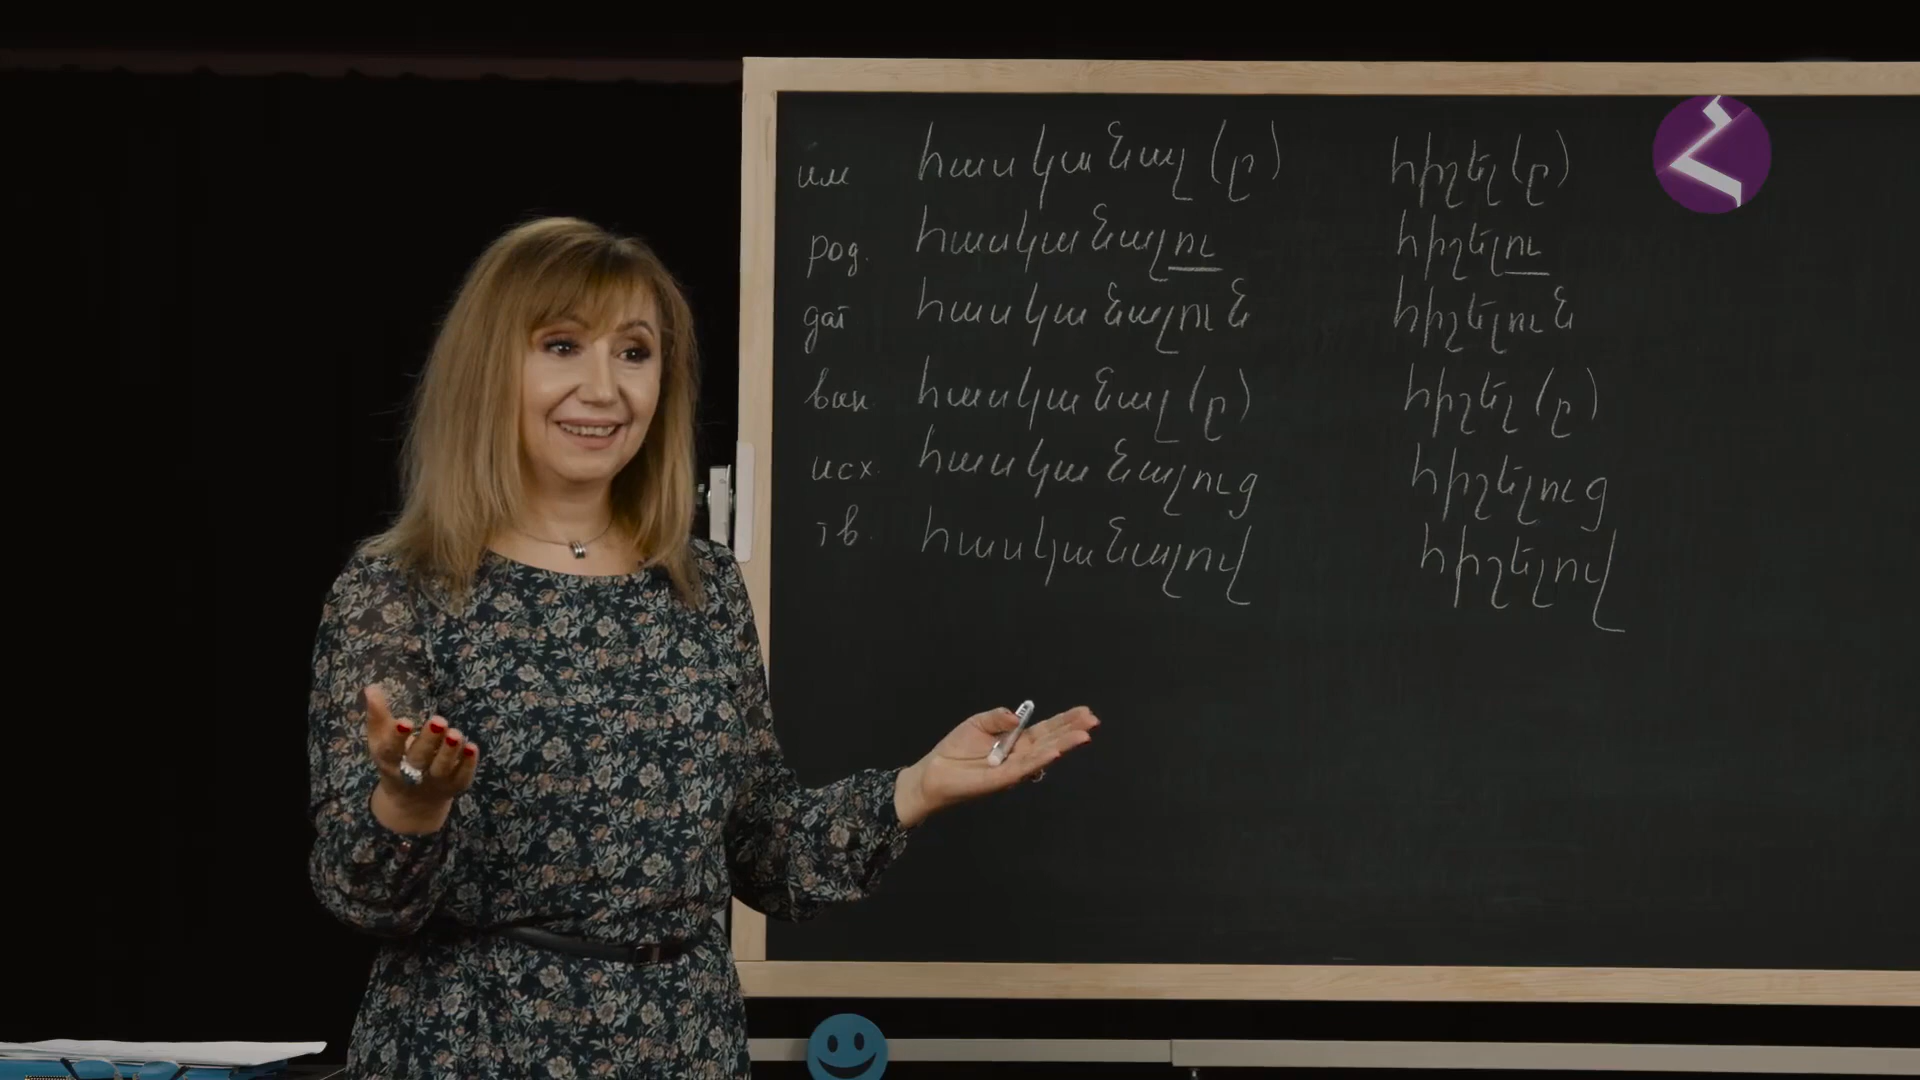 им հասկանալ (ը) հիշել (ը)
род. հասկանալու հիշելու
дат հասկանալուն հիշելուն
вин. հասկանալ (ը) հիշել (ը)
исх. հասկանալուց հիշելուց
тв. հասկանալով հիշելով
Հ